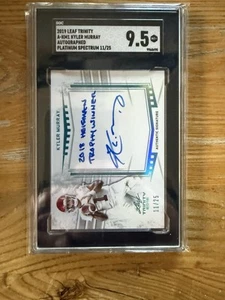 2019 LEAF TRINITY
A-KM1 KYLER MURRAY
AUTOGRAPHED
PLATINUM SPECTRUM 11/25
SGC
9.5
KYLER MURRAY
2018 HEISMAN
TROPHY WINNER
AUTHENTIC SIGNATURE
TRINITY
11/25